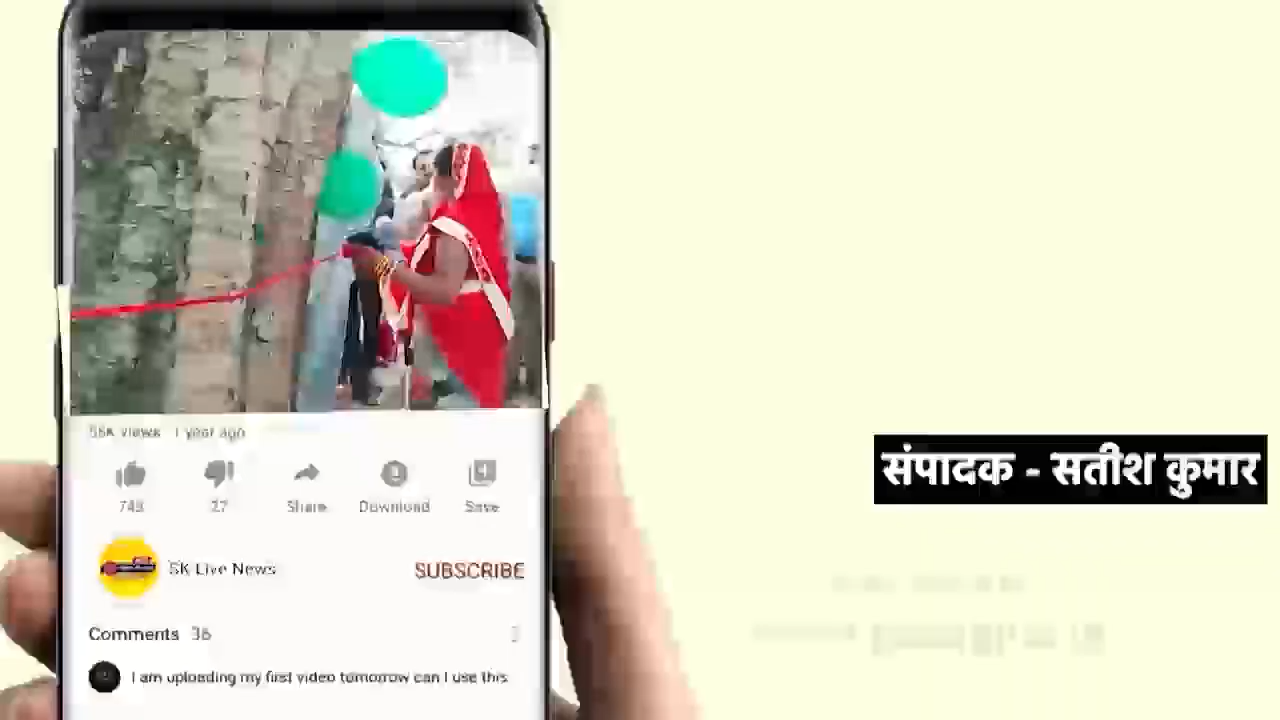 56K views · 1 year ago
748
27
Share
Download
Save
SK Live News
SUBSCRIBE
Comments 36
I am uploading my first video tomorrow can I use this
संपादक - सतीश कुमार